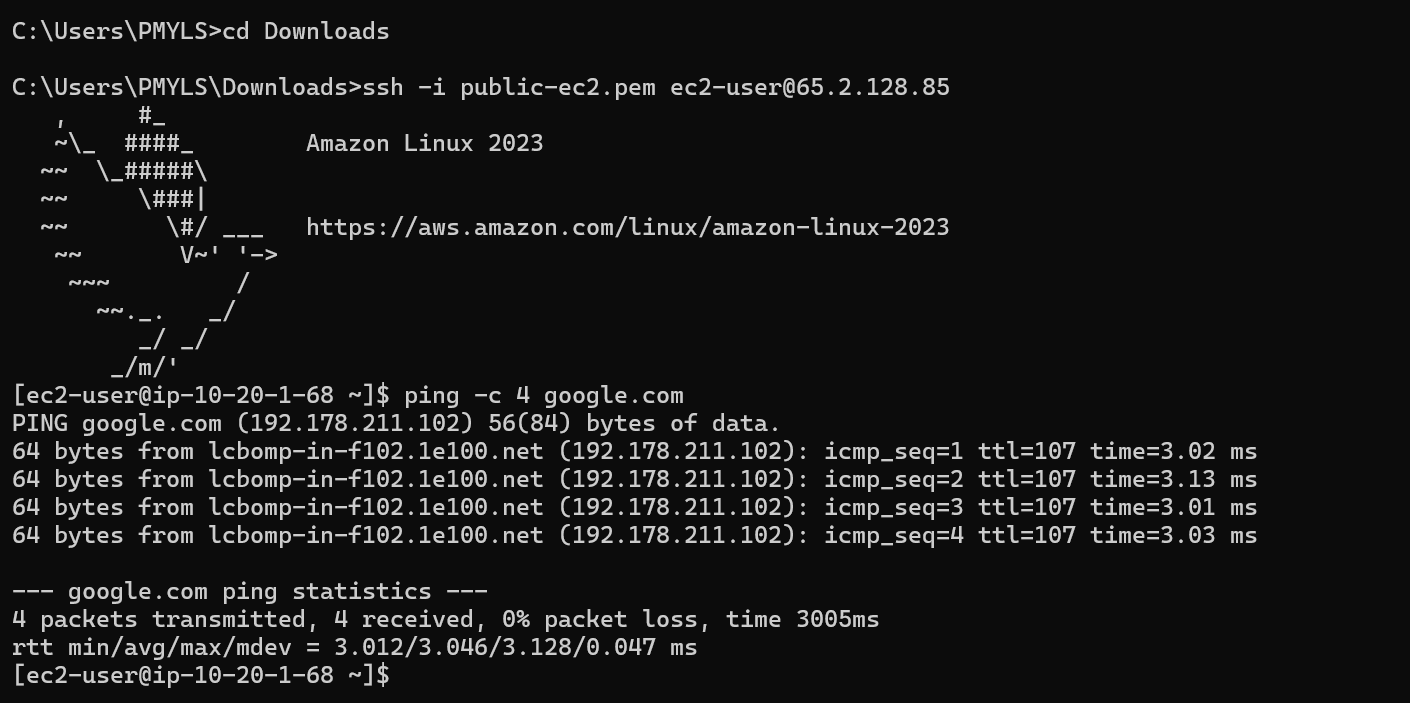 C:\Users\PMYLS>cd Downloads

C:\Users\PMYLS\Downloads>ssh -i public-ec2.pem ec2-user@65.2.128.85
   ,     #_
   ~\_  ####_        Amazon Linux 2023
  ~~  \_#####\
  ~~     \###|
  ~~       \#/ ___   https://aws.amazon.com/linux/amazon-linux-2023
   ~~       V~' '->
    ~~~         /
      ~~._.   _/
         _/ _/
       _/m/'
[ec2-user@ip-10-20-1-68 ~]$ ping -c 4 google.com
PING google.com (192.178.211.102) 56(84) bytes of data.
64 bytes from lcbomp-in-f102.1e100.net (192.178.211.102): icmp_seq=1 ttl=107 time=3.02 ms
64 bytes from lcbomp-in-f102.1e100.net (192.178.211.102): icmp_seq=2 ttl=107 time=3.13 ms
64 bytes from lcbomp-in-f102.1e100.net (192.178.211.102): icmp_seq=3 ttl=107 time=3.01 ms
64 bytes from lcbomp-in-f102.1e100.net (192.178.211.102): icmp_seq=4 ttl=107 time=3.03 ms

--- google.com ping statistics ---
4 packets transmitted, 4 received, 0% packet loss, time 3005ms
rtt min/avg/max/mdev = 3.012/3.046/3.128/0.047 ms
[ec2-user@ip-10-20-1-68 ~]$